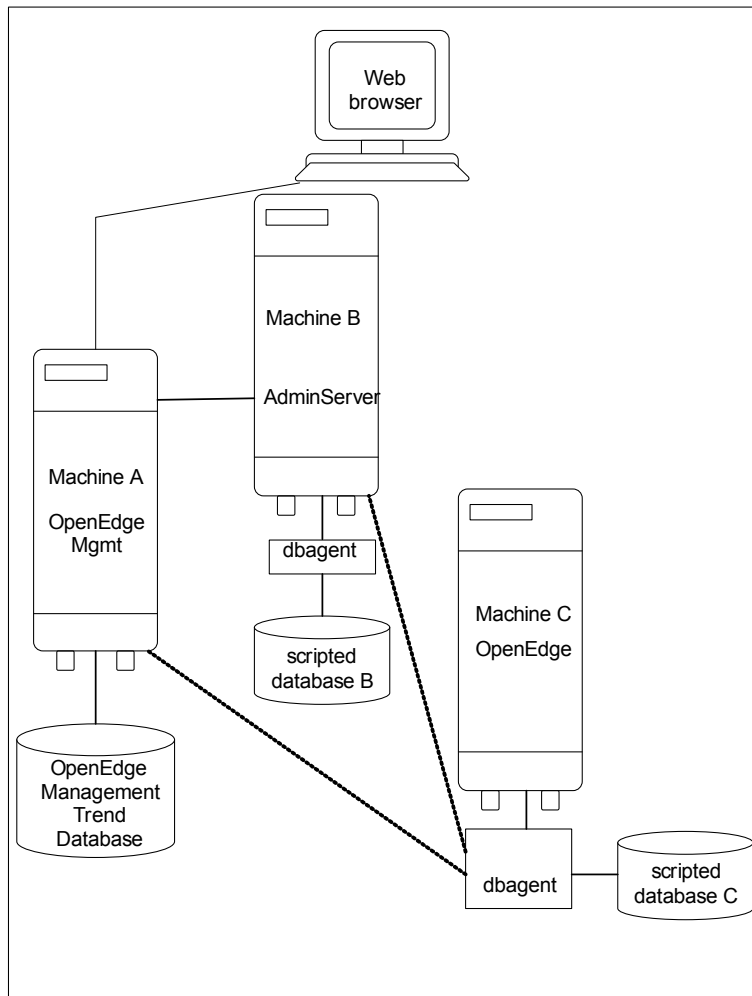 Web
browser
Machine B
AdminServer
Machine A
OpenEdge
Mgmt
dbagent
scripted
database B
Machine C
OpenEdge
OpenEdge
Management
Trend
Database
dbagent
scripted
database C